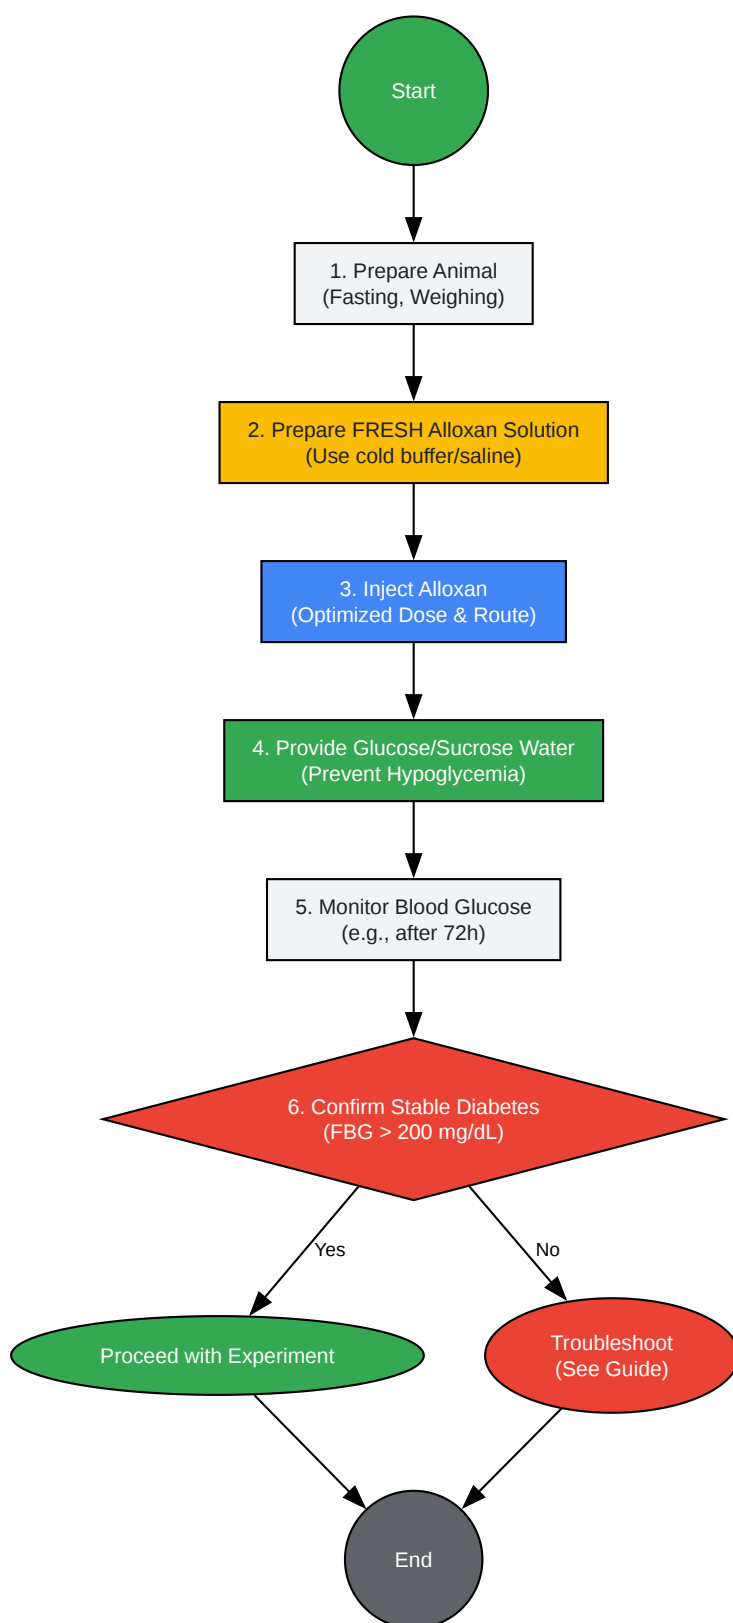 Start
1. Prepare Animal
(Fasting, Weighing)
2. Prepare FRESH Alloxan Solution
(Use cold buffer/saline)
3. Inject Alloxan
(Optimized Dose & Route)
4. Provide Glucose/Sucrose Water
(Prevent Hypoglycemia)
5. Monitor Blood Glucose
(e.g., after 72h)
6. Confirm Stable Diabetes
(FBG > 200 mg/dL)
Yes
No
Proceed with Experiment
Troubleshoot
(See Guide)
End